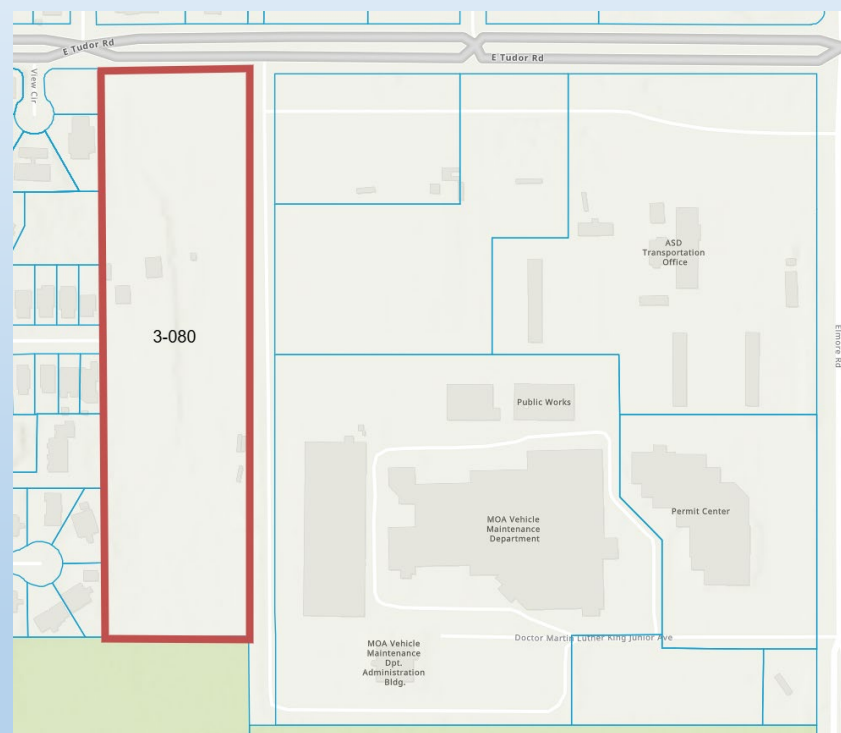 E Tudor Rd
E Tudor Rd
View Cir
ASD
Transportation
Office
3-080
Elmore Rd
Public Works
Permit Center
MOA Vehicle
Maintenance
Department
Doctor Martin Luther King Junior Ave
MOA Vehicle
Maintenance
Dpt.
Administration
Bldg.